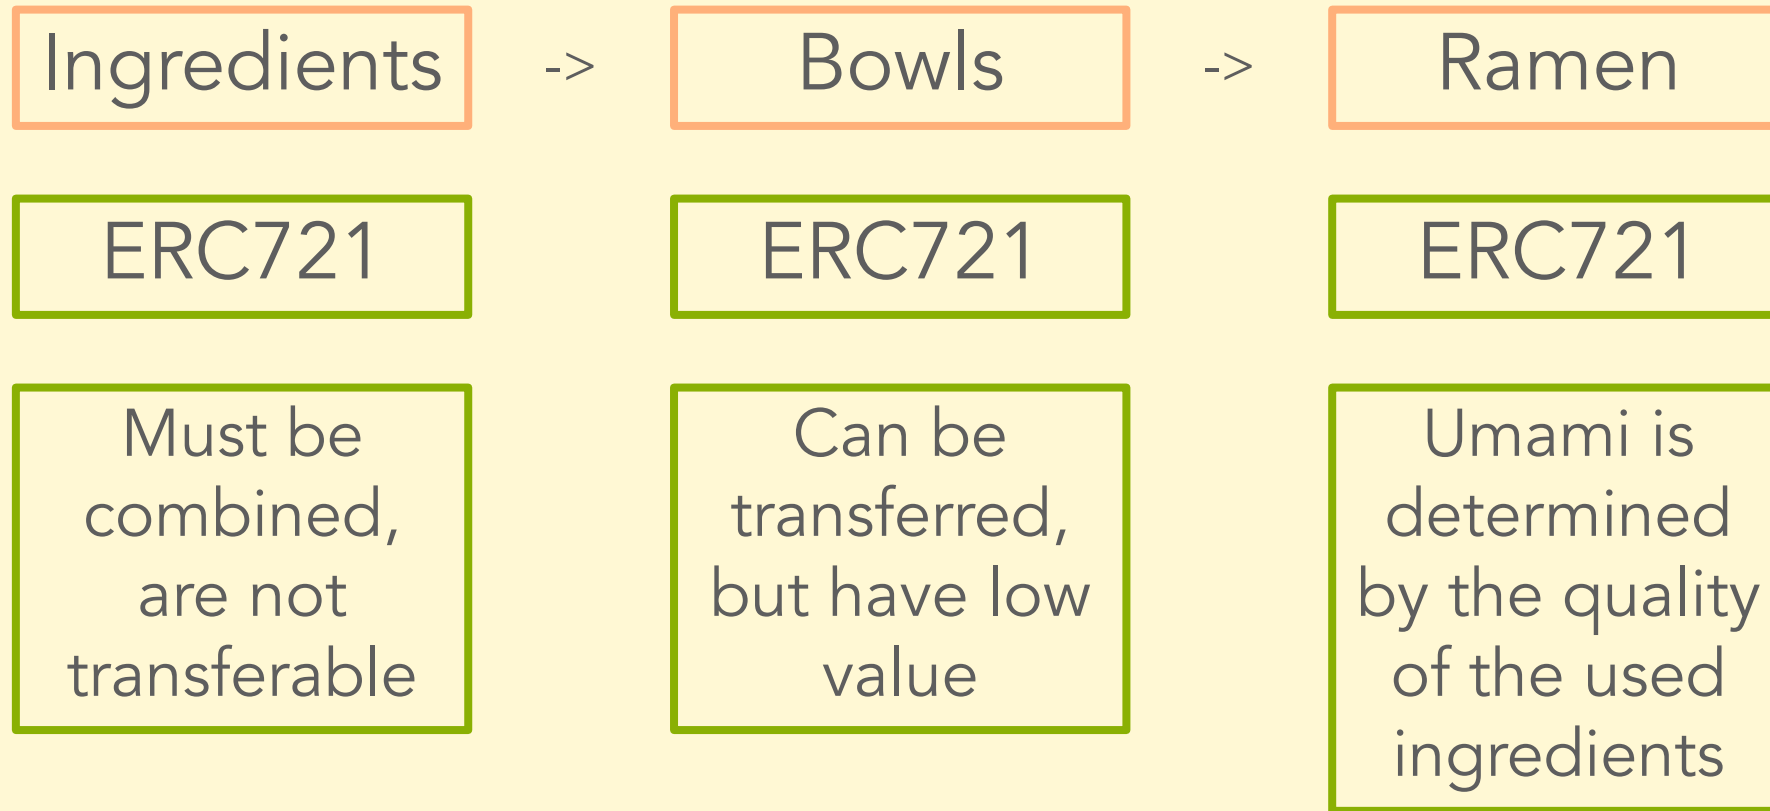 Ingredients -> Bowls -> Ramen
ERC721 ERC721 ERC721
Must be
combined,
are not
transferable
Can be
transferred,
but have low
value
Umami is
determined
by the quality
of the used
ingredients